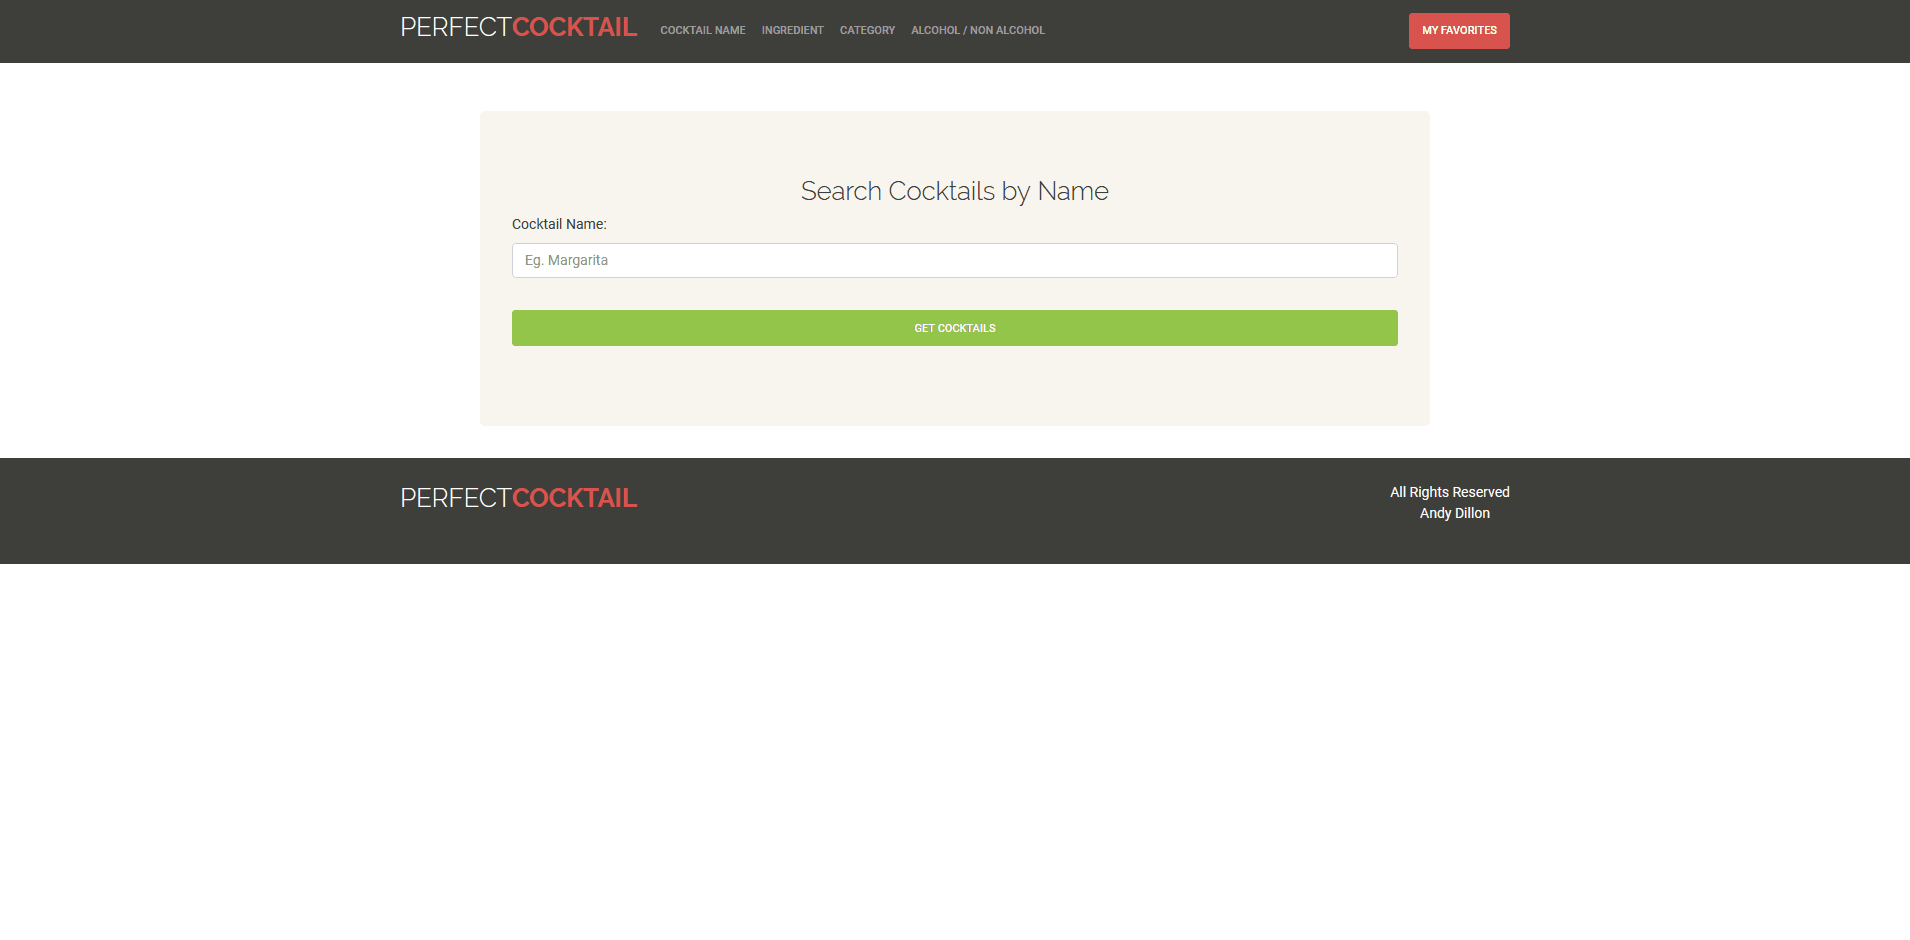 PERFECTCOCKTAIL COCKTAIL NAME INGREDIENT CATEGORY ALCOHOL / NON ALCOHOL MY FAVORITES
Search Cocktails by Name
Cocktail Name:
Eg. Margarita
GET COCKTAILS
PERFECTCOCKTAIL
All Rights Reserved
Andy Dillon